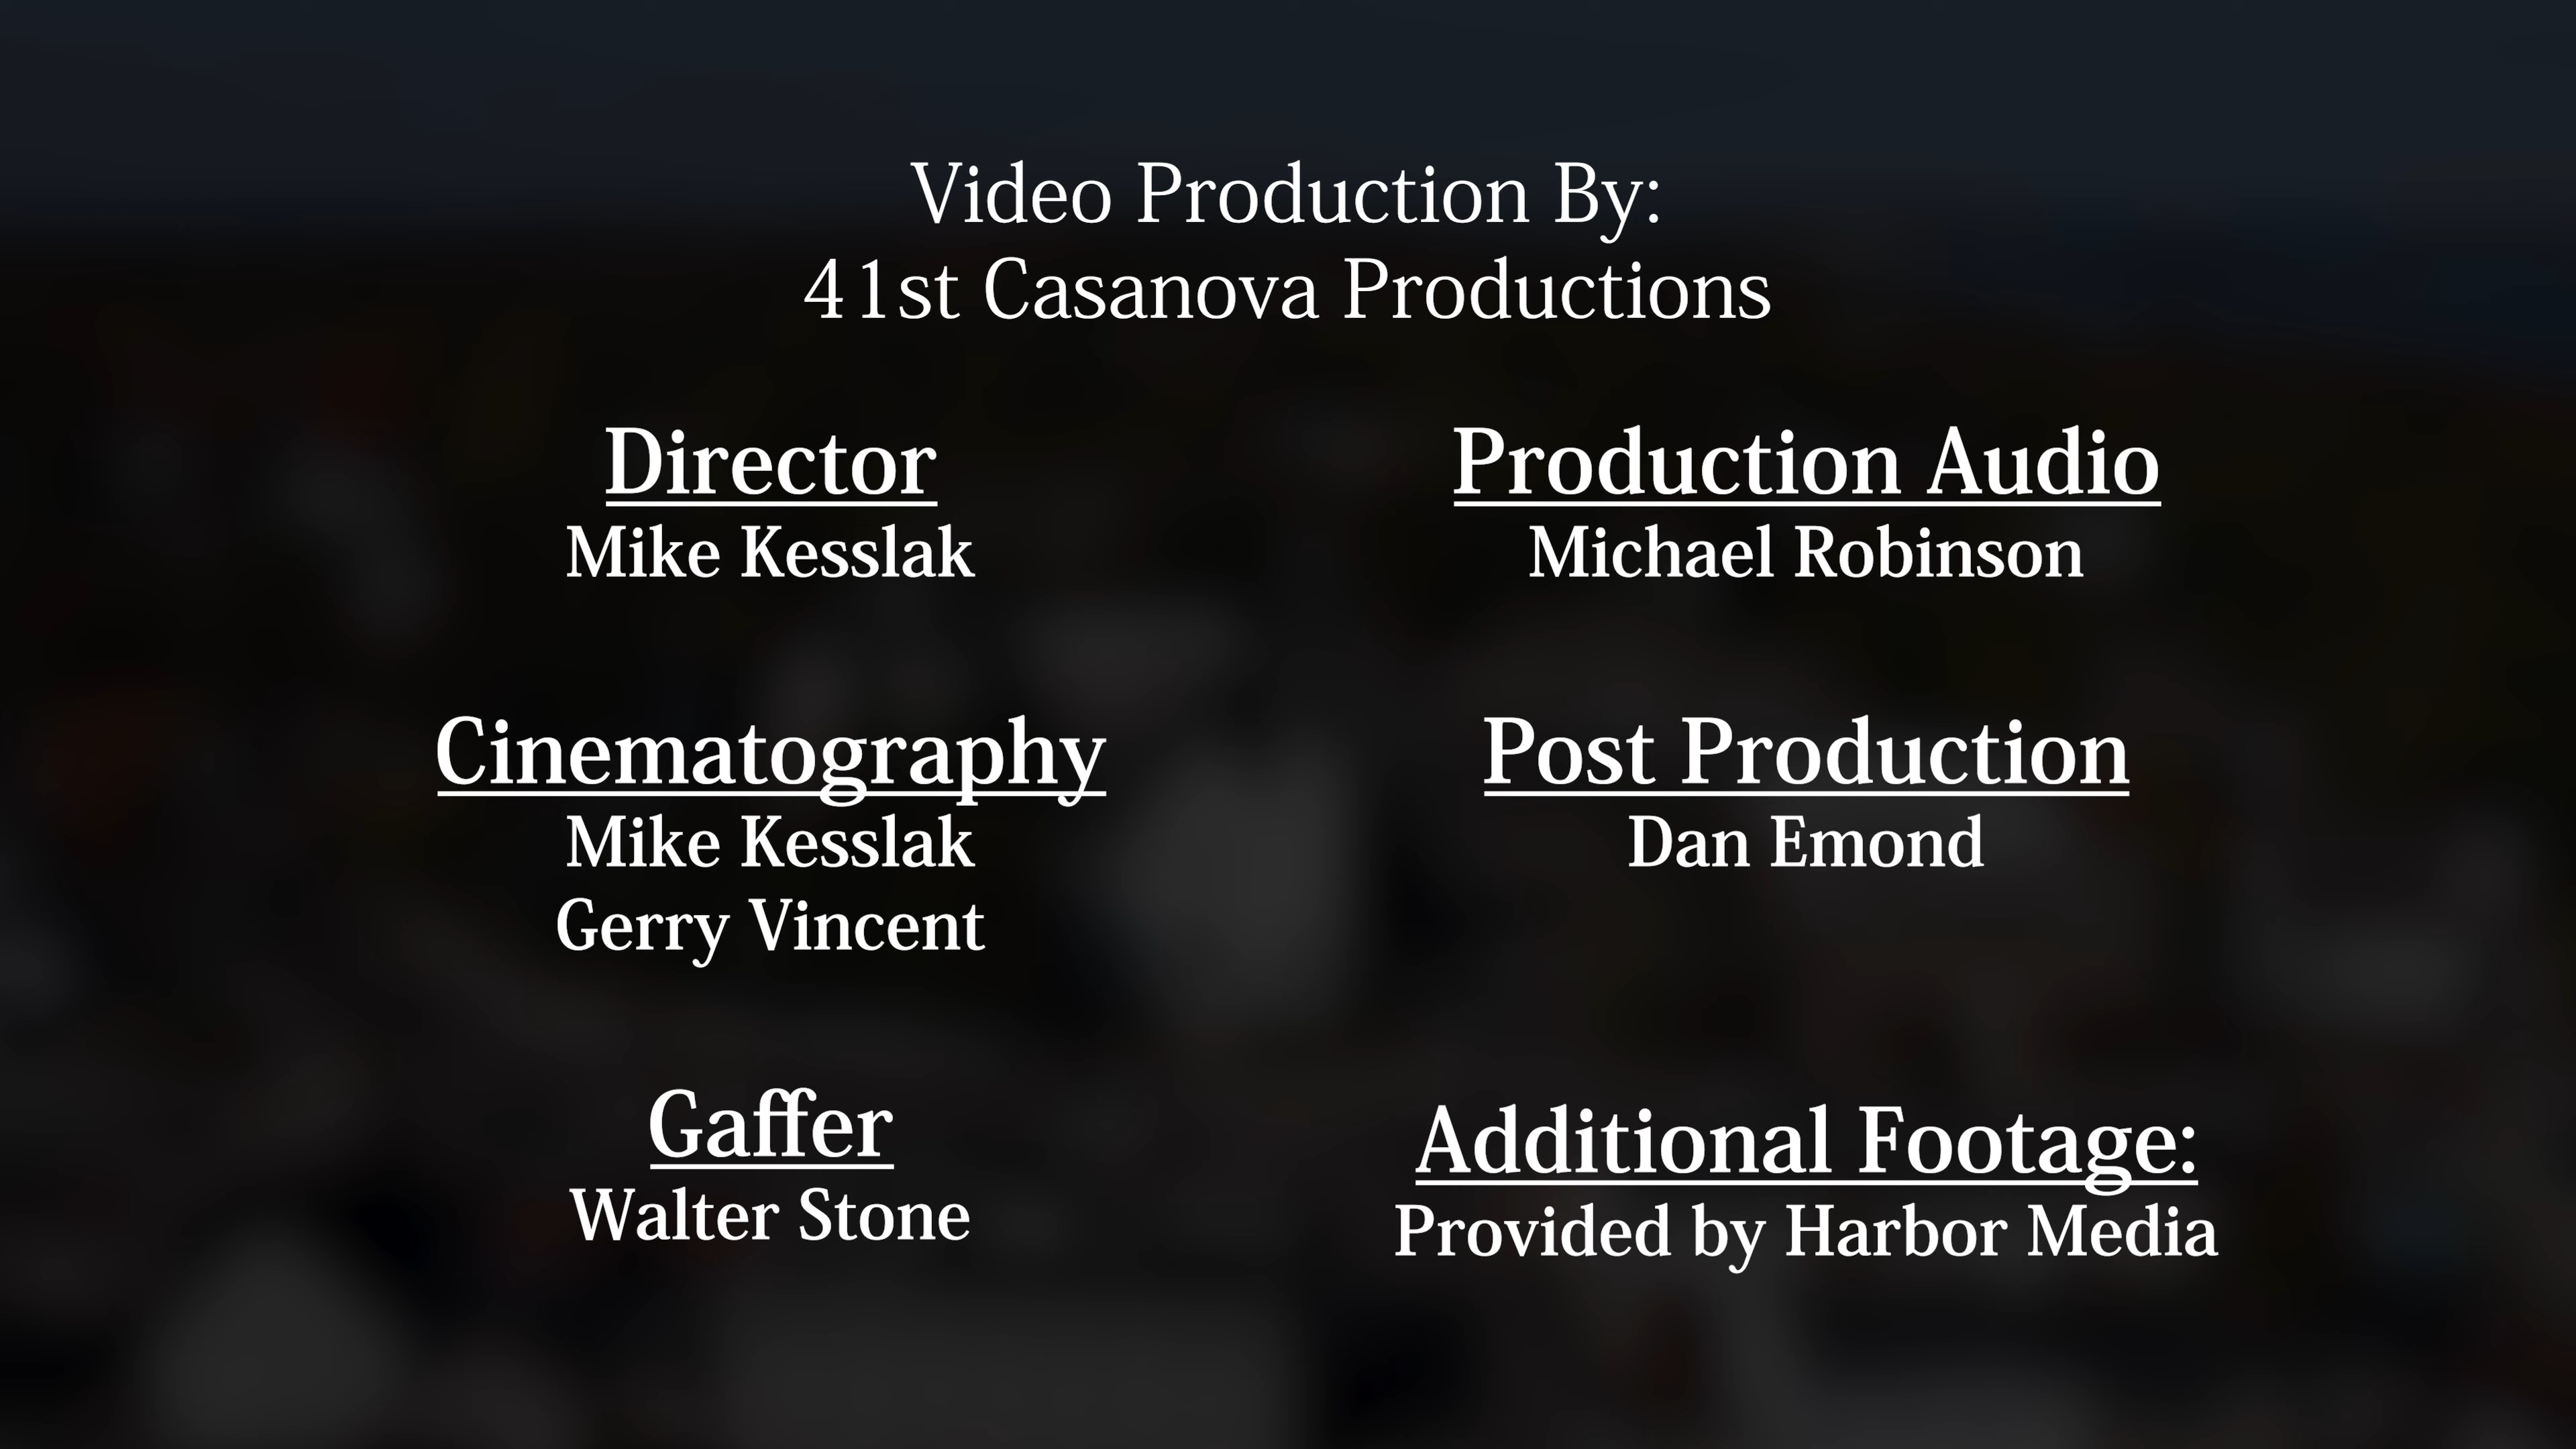 Video Production By:
41st Casanova Productions
Director
Mike Kesslak
Cinematography
Mike Kesslak
Gerry Vincent
Gaffer
Walter Stone
Production Audio
Michael Robinson
Post Production
Dan Emond
Additional Footage:
Provided by Harbor Media